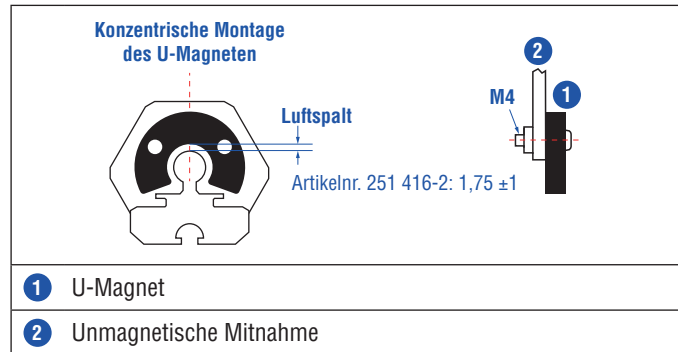 Konzentrische Montage
des U-Magneten
Luftspalt
Artikelnr. 251 416-2: 1,75 ±1
2
1
M4
1 U-Magnet
2 Unmagnetische Mitnahme